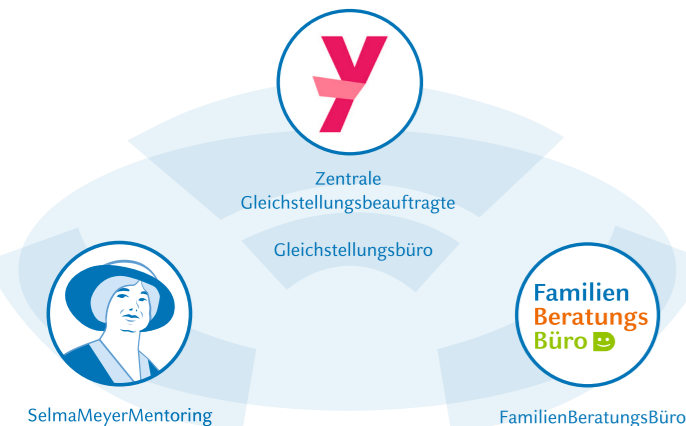 Zentrale
Gleichstellungsbeauftragte
Gleichstellungsbüro
Familien
Beratungs
Büro
SelmaMeyerMentoring
FamilienBeratungsBüro